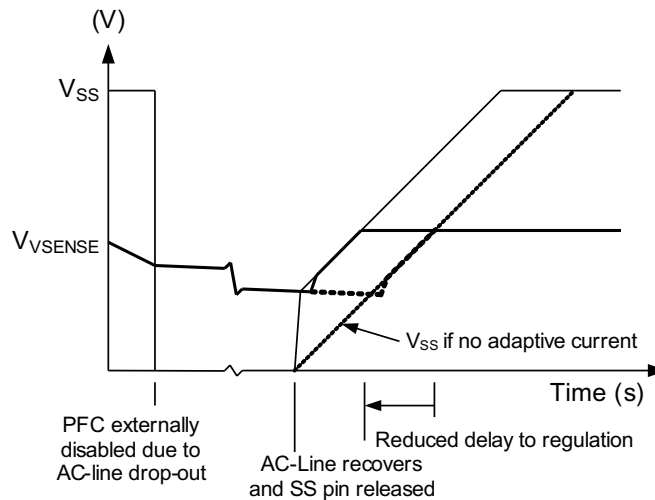 (V)
VSS
VVSENSE
VSS if no adaptive current
Time (s)
PFC externally
disabled due to
AC-line drop-out
AC-Line recovers
and SS pin released
Reduced delay to regulation